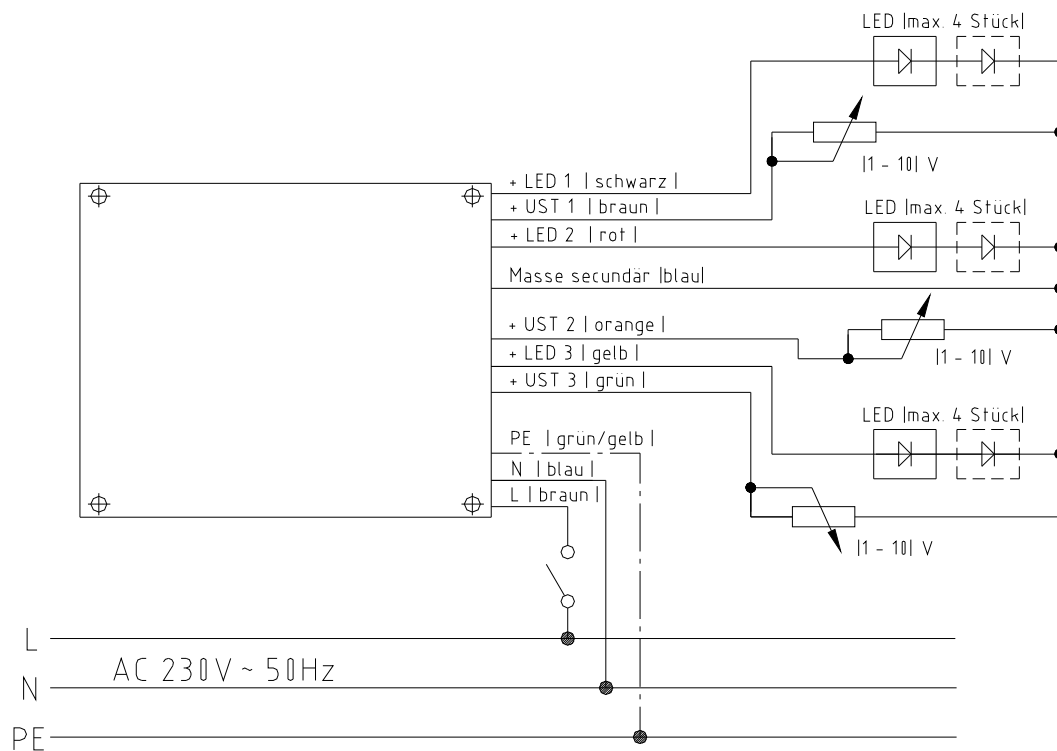 LED |max. 4 Stück|
|1 - 10| V
+ LED 1 | schwarz |
+ UST 1 | braun |
LED |max. 4 Stück|
+ LED 2 | rot |
Masse secundär |blau|
+ UST 2 | orange |
|1 - 10| V
+ LED 3 | gelb |
+ UST 3 | grün |
LED |max. 4 Stück|
PE | grün/gelb |
N | blau |
L | braun |
|1 - 10| V
L
AC 230V ~ 50Hz
N
PE